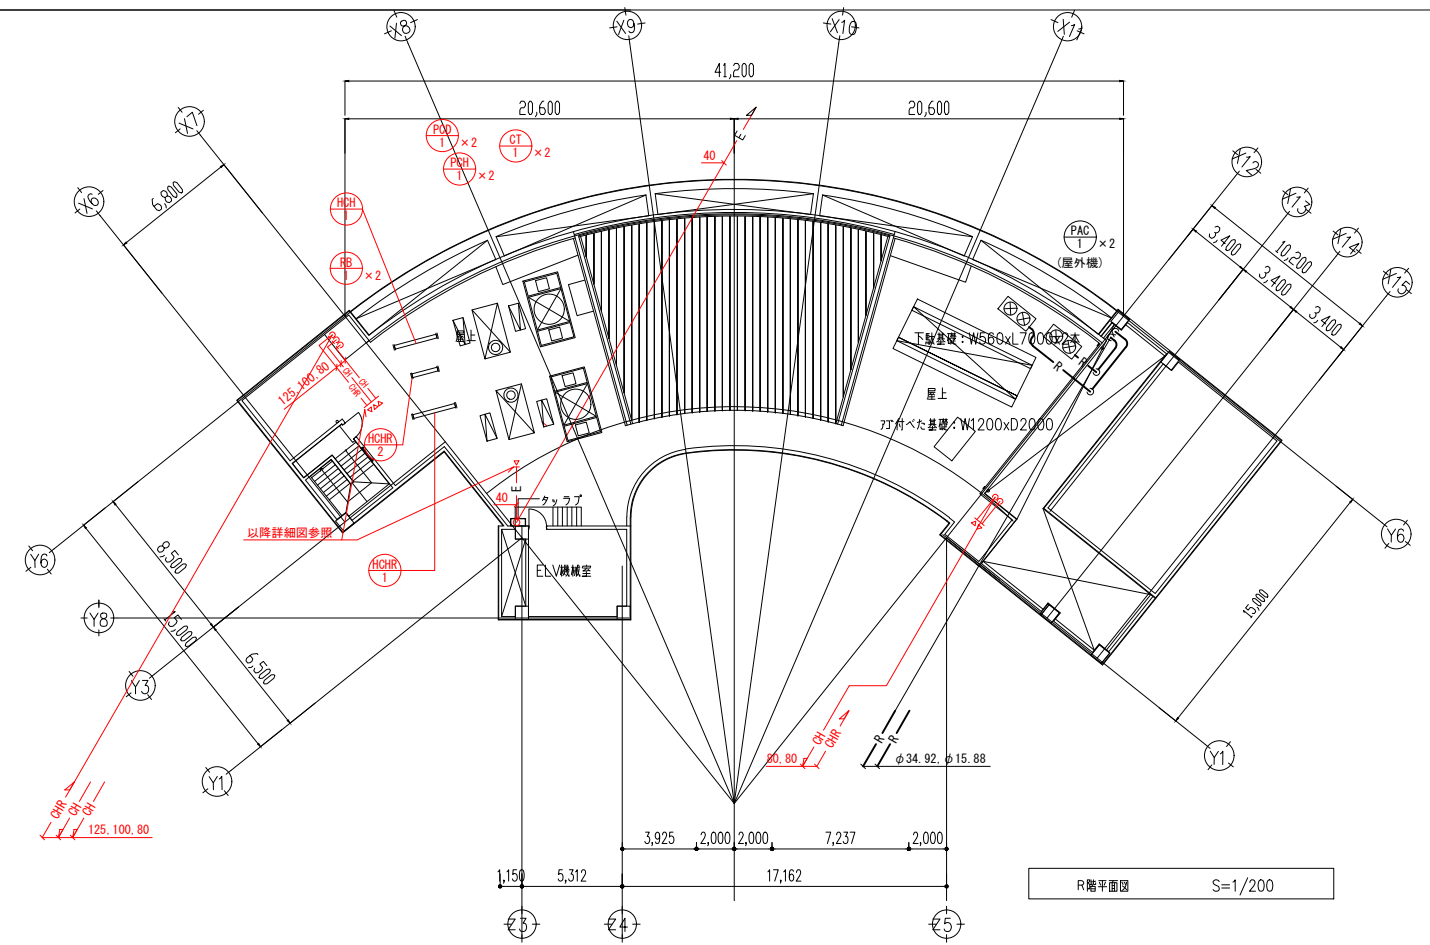 X8
X9
X10
X11
41,200
20,600
20,600
X7
PCD
1
×2
CT
1
×2
E
40
PCH
1
×2
X12
6,800
X6
HCH
1
X13
PAC
1
×2
(屋外機)
3,400
X14
10,200
RB
1
×2
3,400
X15
3,400
屋上
下駄基礎:W560xL7000x2本
R
R
125,100,80
CH
CH
CHR
屋上
アゴ付べた基礎:W1200xD2000
HCHR
2
40
E
タラップ
以降詳細図参照
Y6
Y6
8,500
HCHR
1
ELV機械室
15,000
Y8
15,000
6,500
Y3
Y1
Y1
CH
CHR
80,80
R
R
φ34.92,φ15.88
CHR
CH
CH
125,100,80
3,925
2,000
2,000
7,237
2,000
1,150
5,312
17,162
R階平面図
S=1/200
Z3
Z4
Z5